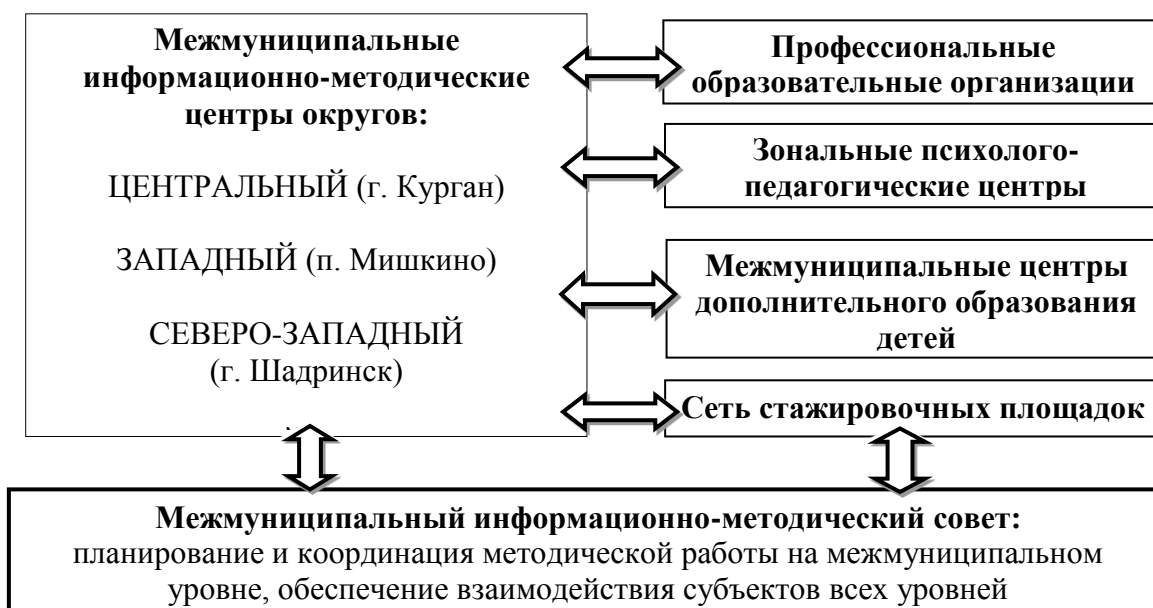 Межмуниципальные
информационно-методические
центры округов:
ЦЕНТРАЛЬНЫЙ (г. Курган)
ЗАПАДНЫЙ (п. Мишкино)
СЕВЕРО-ЗАПАДНЫЙ
(г. Шадринск)
.
Профессиональные
образовательные организации
Зональные психолого-
педагогические центры
Межмуниципальные центры
дополнительного образования
детей
Сеть стажировочных площадок
Межмуниципальный информационно-методический совет:
планирование и координация методической работы на межмуниципальном
уровне, обеспечение взаимодействия субъектов всех уровней